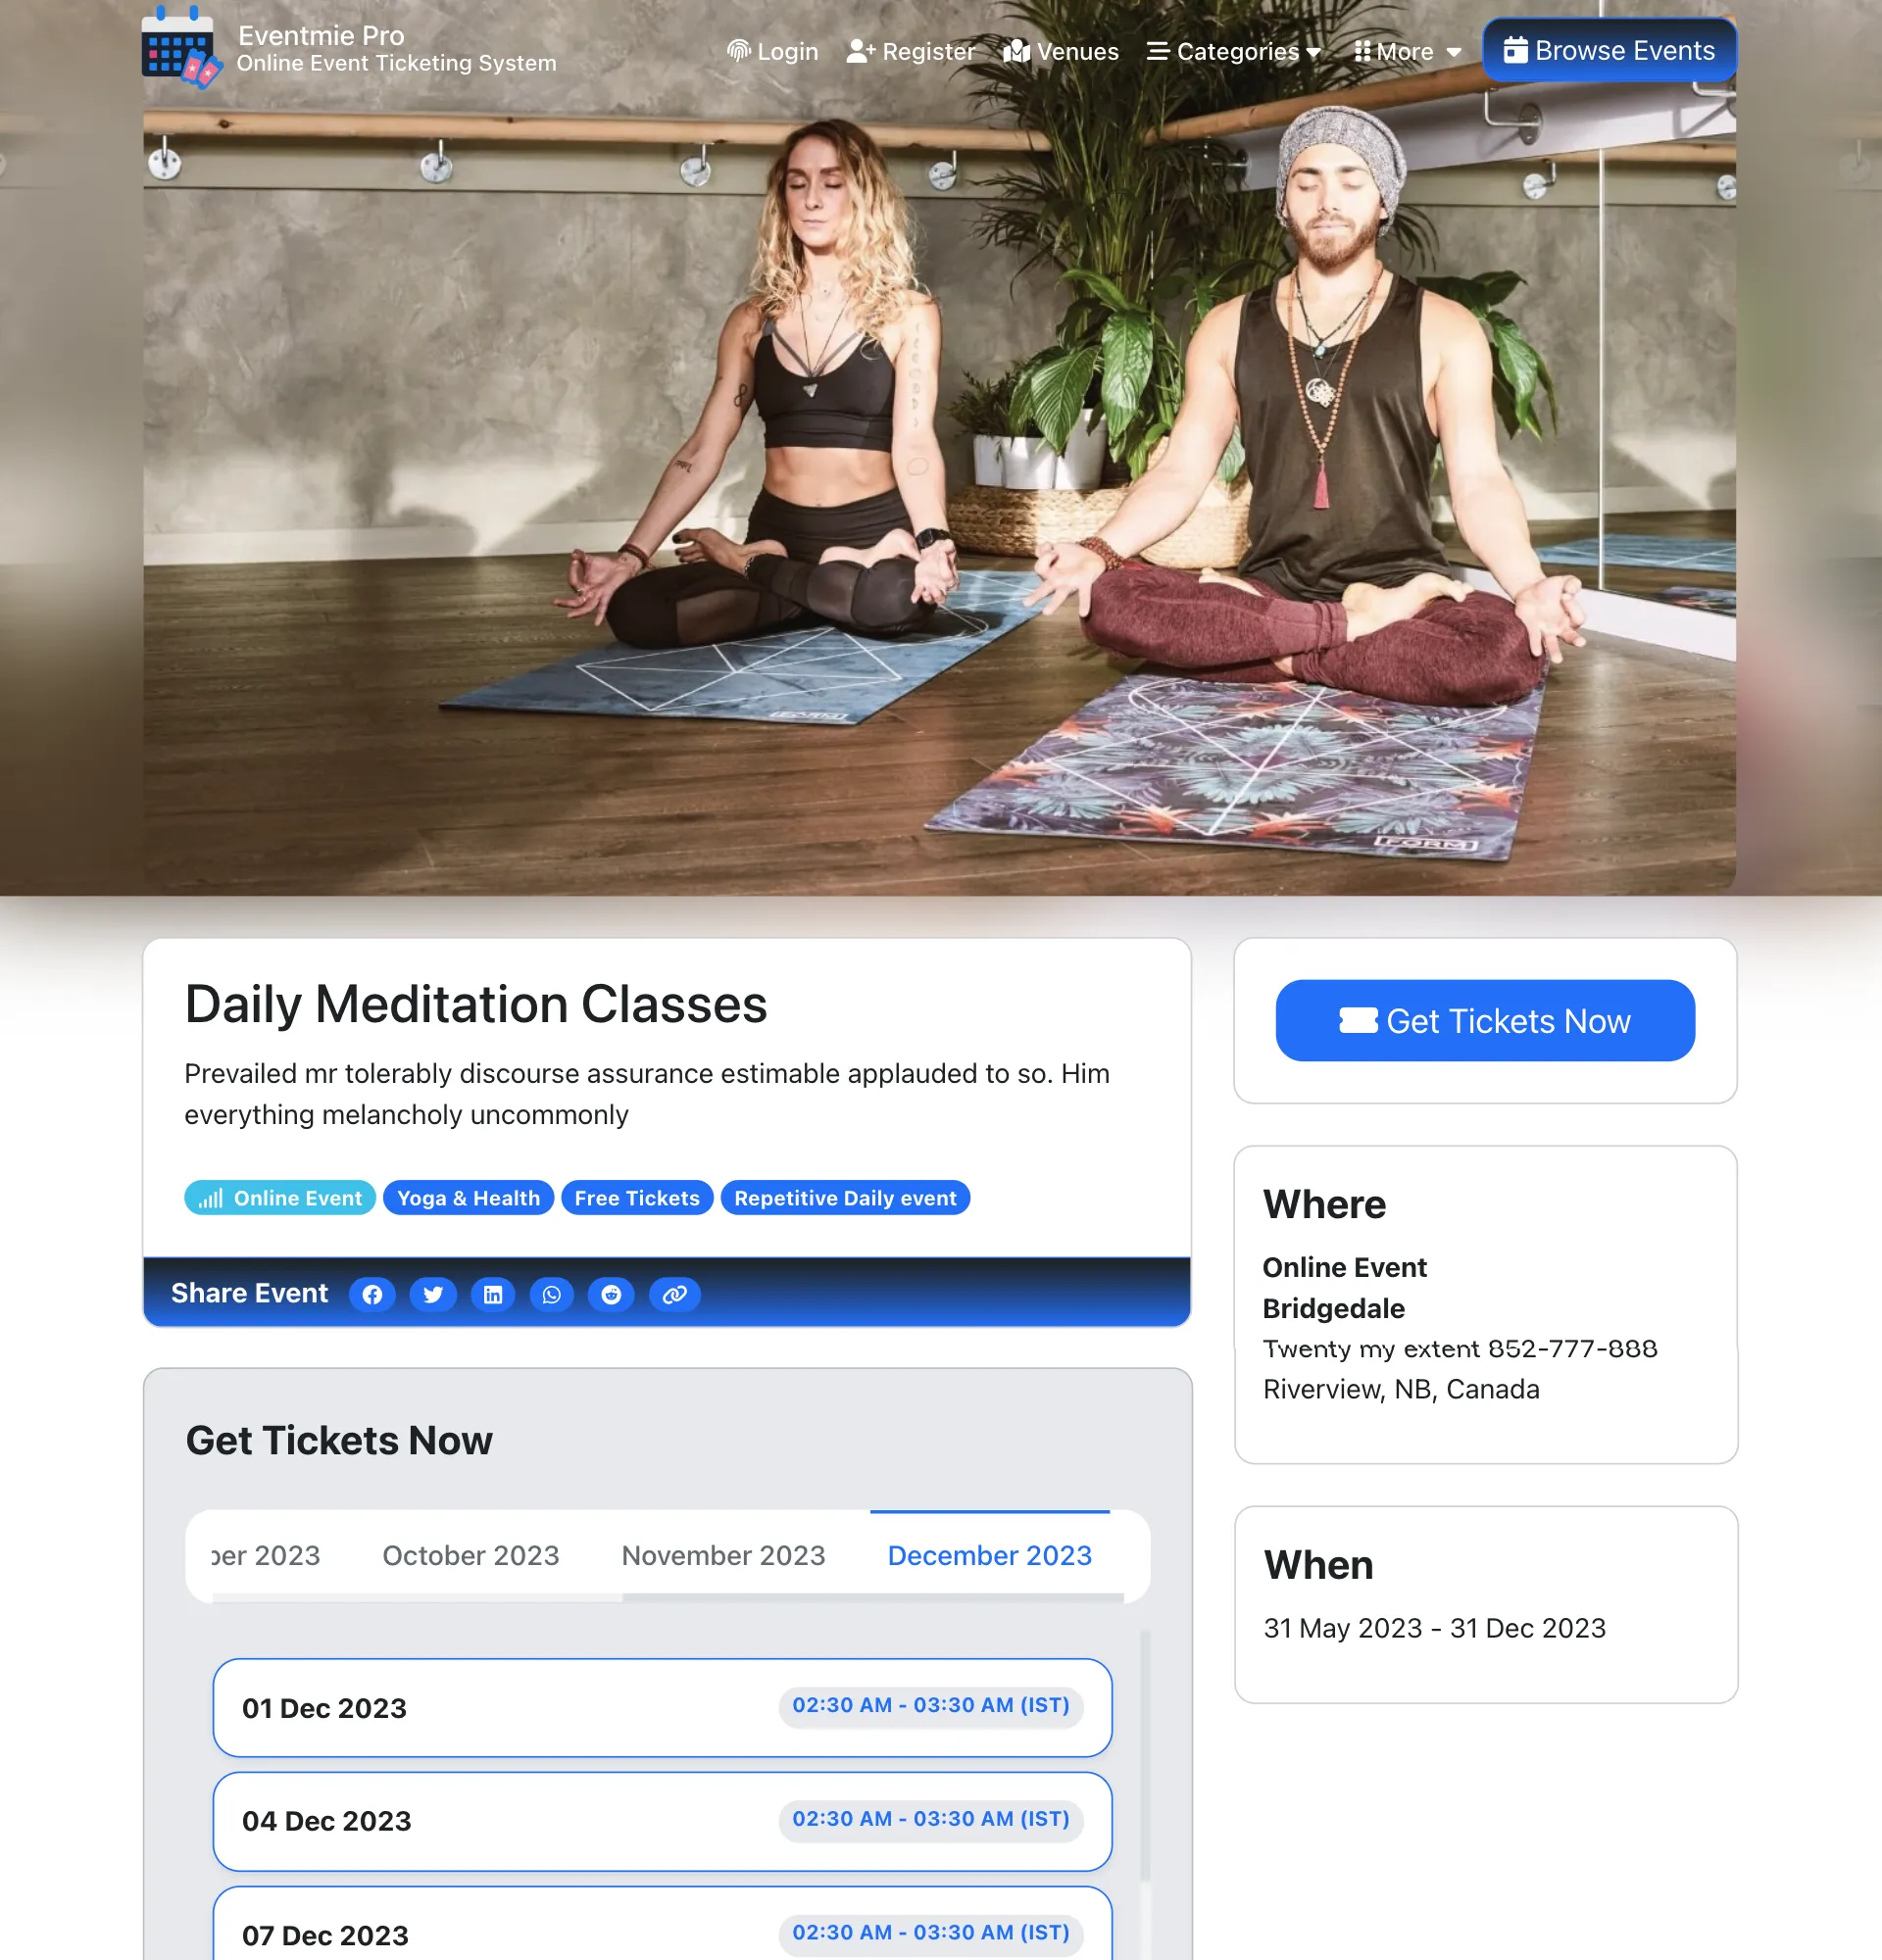 Eventmie Pro
Online Event Ticketing System
Login
Register
Venues
Categories
More
Browse Events
FORM
FORM
Daily Meditation Classes
Prevailed mr tolerably discourse assurance estimable applauded to so. Him
everything melancholy uncommonly
Online Event
Yoga & Health
Free Tickets
Repetitive Daily event
Share Event
Get Tickets Now
Where
Online Event
Bridgedale
Twenty my extent 852-777-888
Riverview, NB, Canada
When
31 May 2023 - 31 Dec 2023
Get Tickets Now
ber 2023
October 2023
November 2023
December 2023
01 Dec 2023
02:30 AM - 03:30 AM (IST)
04 Dec 2023
02:30 AM - 03:30 AM (IST)
07 Dec 2023
02:30 AM - 03:30 AM (IST)